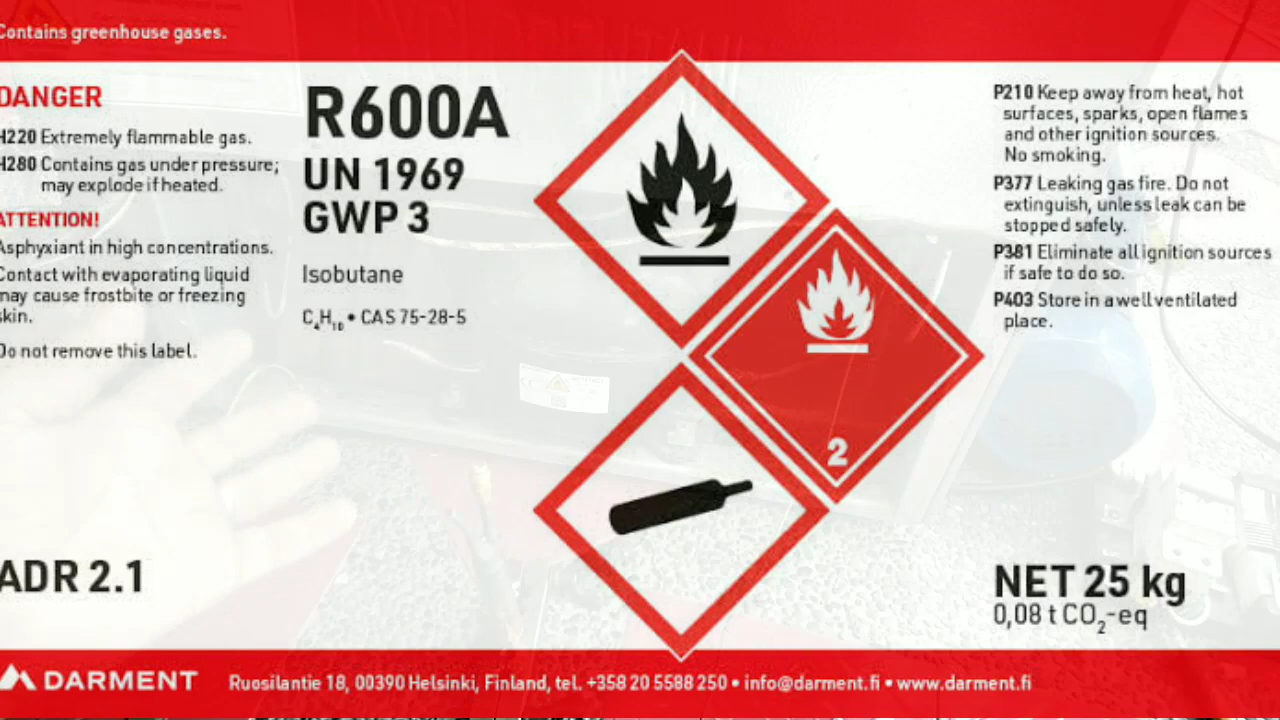 Contains greenhouse gases.
DANGER
H220 Extremely flammable gas.
H280 Contains gas under pressure;
may explode if heated.
ATTENTION!
Asphyxiant in high concentrations.
Contact with evaporating liquid
may cause frostbite or freezing
skin.
Do not remove this label.
ADR 2.1
R600A
UN 1969
GWP 3
Isobutane
C₄H₁₀ • CAS 75-28-5
2
P210 Keep away from heat, hot
surfaces, sparks, open flames
and other ignition sources.
No smoking.
P377 Leaking gas fire. Do not
extinguish, unless leak can be
stopped safely.
P381 Eliminate all ignition sources
if safe to do so.
P403 Store in a well ventilated
place.
NET 25 kg
0,08 t CO₂-eq
DARMENT
Ruosilantie 18, 00390 Helsinki, Finland, tel. +358 20 5588 250 • info@darment.fi • www.darment.fi